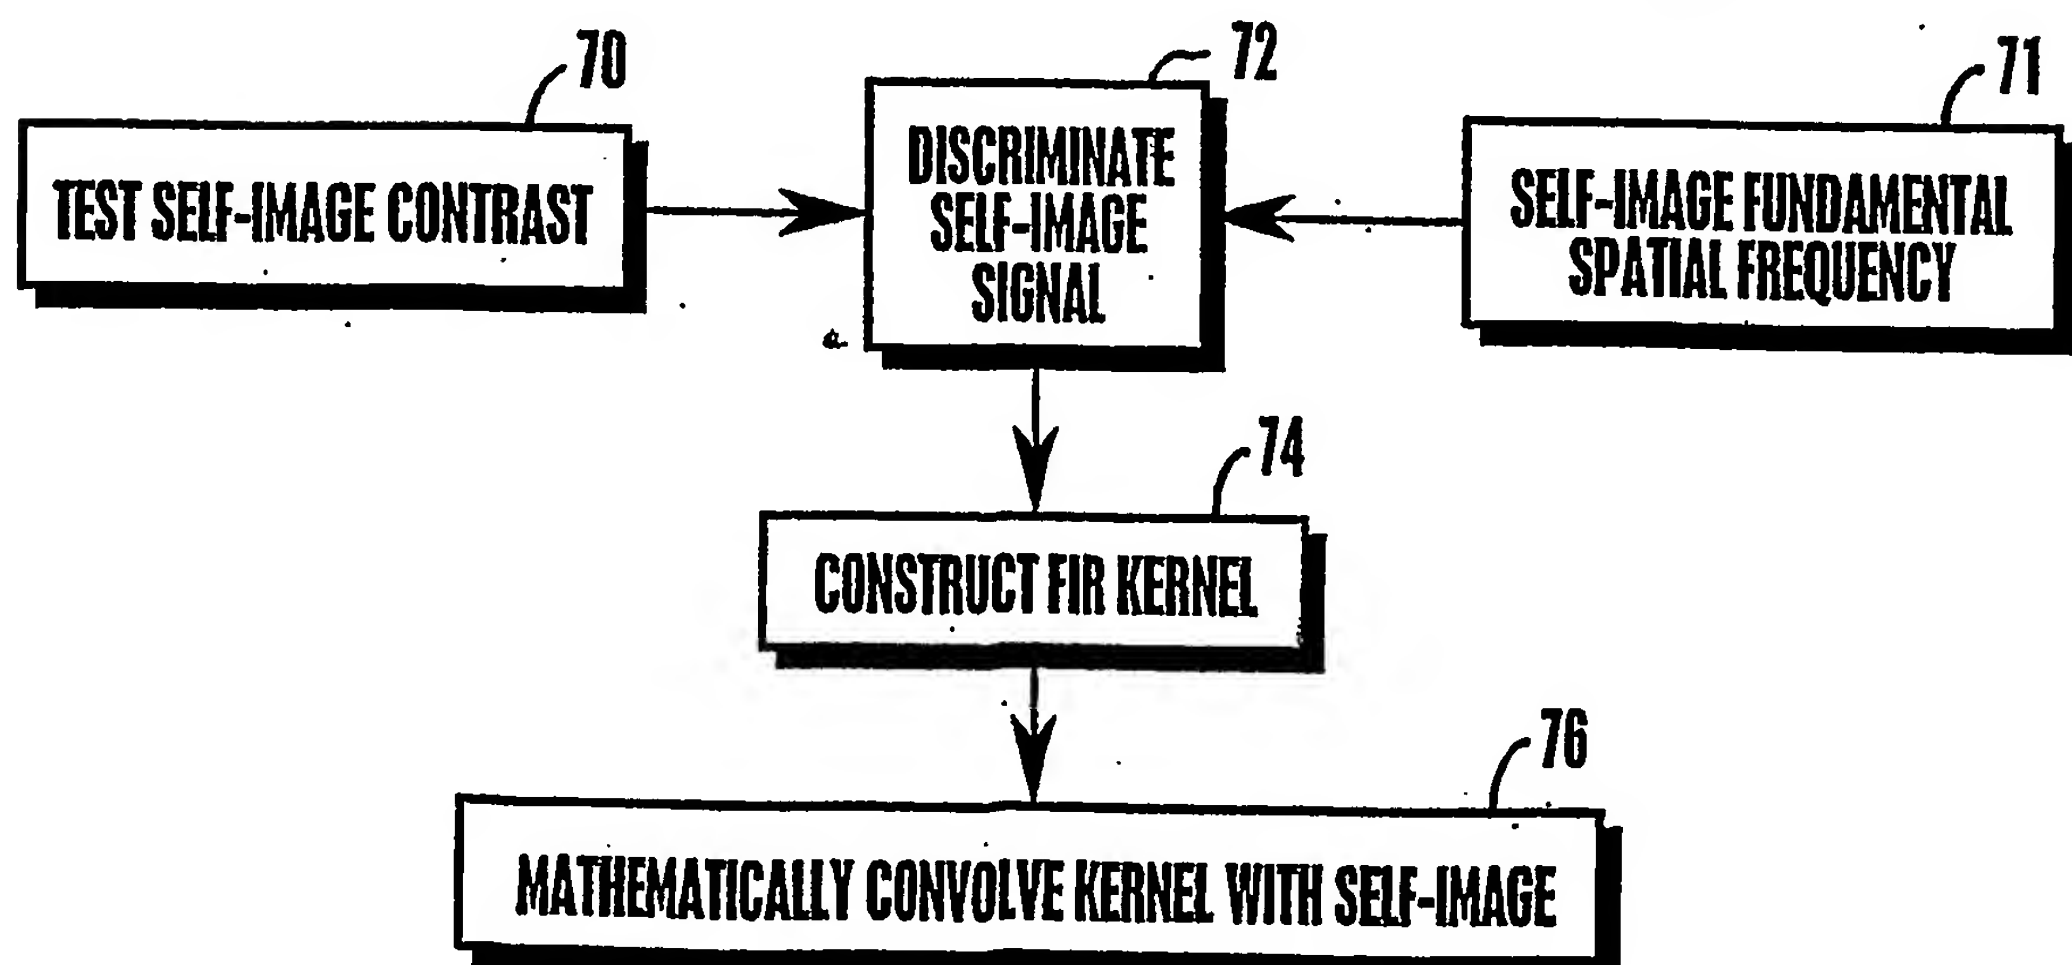 70
72
71
TEST SELF-IMAGE CONTRAST
DISCRIMINATE
SELF-IMAGE
SIGNAL
SELF-IMAGE FUNDAMENTAL
SPATIAL FREQUENCY
74
CONSTRUCT FIR KERNEL
76
MATHEMATICALLY CONVOLVE KERNEL WITH SELF-IMAGE